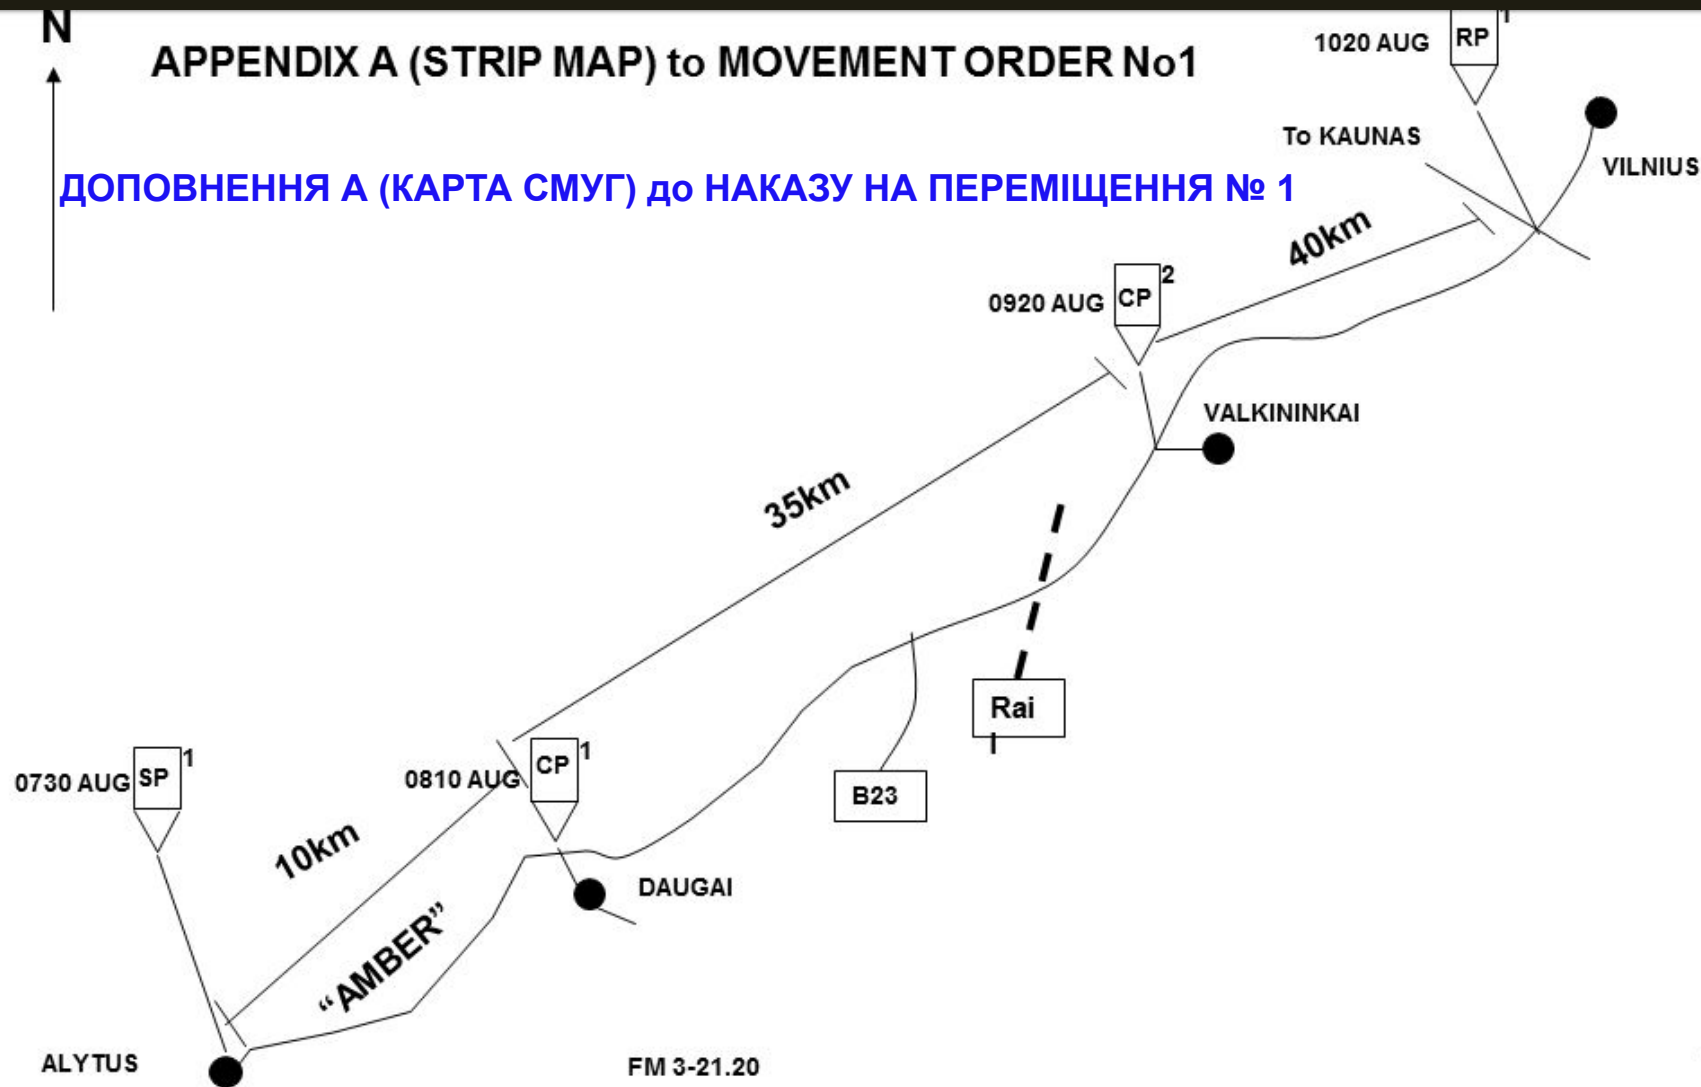 N
APPENDIX A (STRIP MAP) to MOVEMENT ORDER No1
1020 AUG RP 1
To KAUNAS
VILNIUS
ДОПОВНЕННЯ А (КАРТА СМУГ) до НАКАЗУ НА ПЕРЕМІЩЕННЯ № 1
40km
0920 AUG CP 2
VALKININKAI
35km
Rai
l
0730 AUG SP 1
0810 AUG CP 1
B23
10km
DAUGAI
“AMBER”
ALYTUS
FM 3-21.20